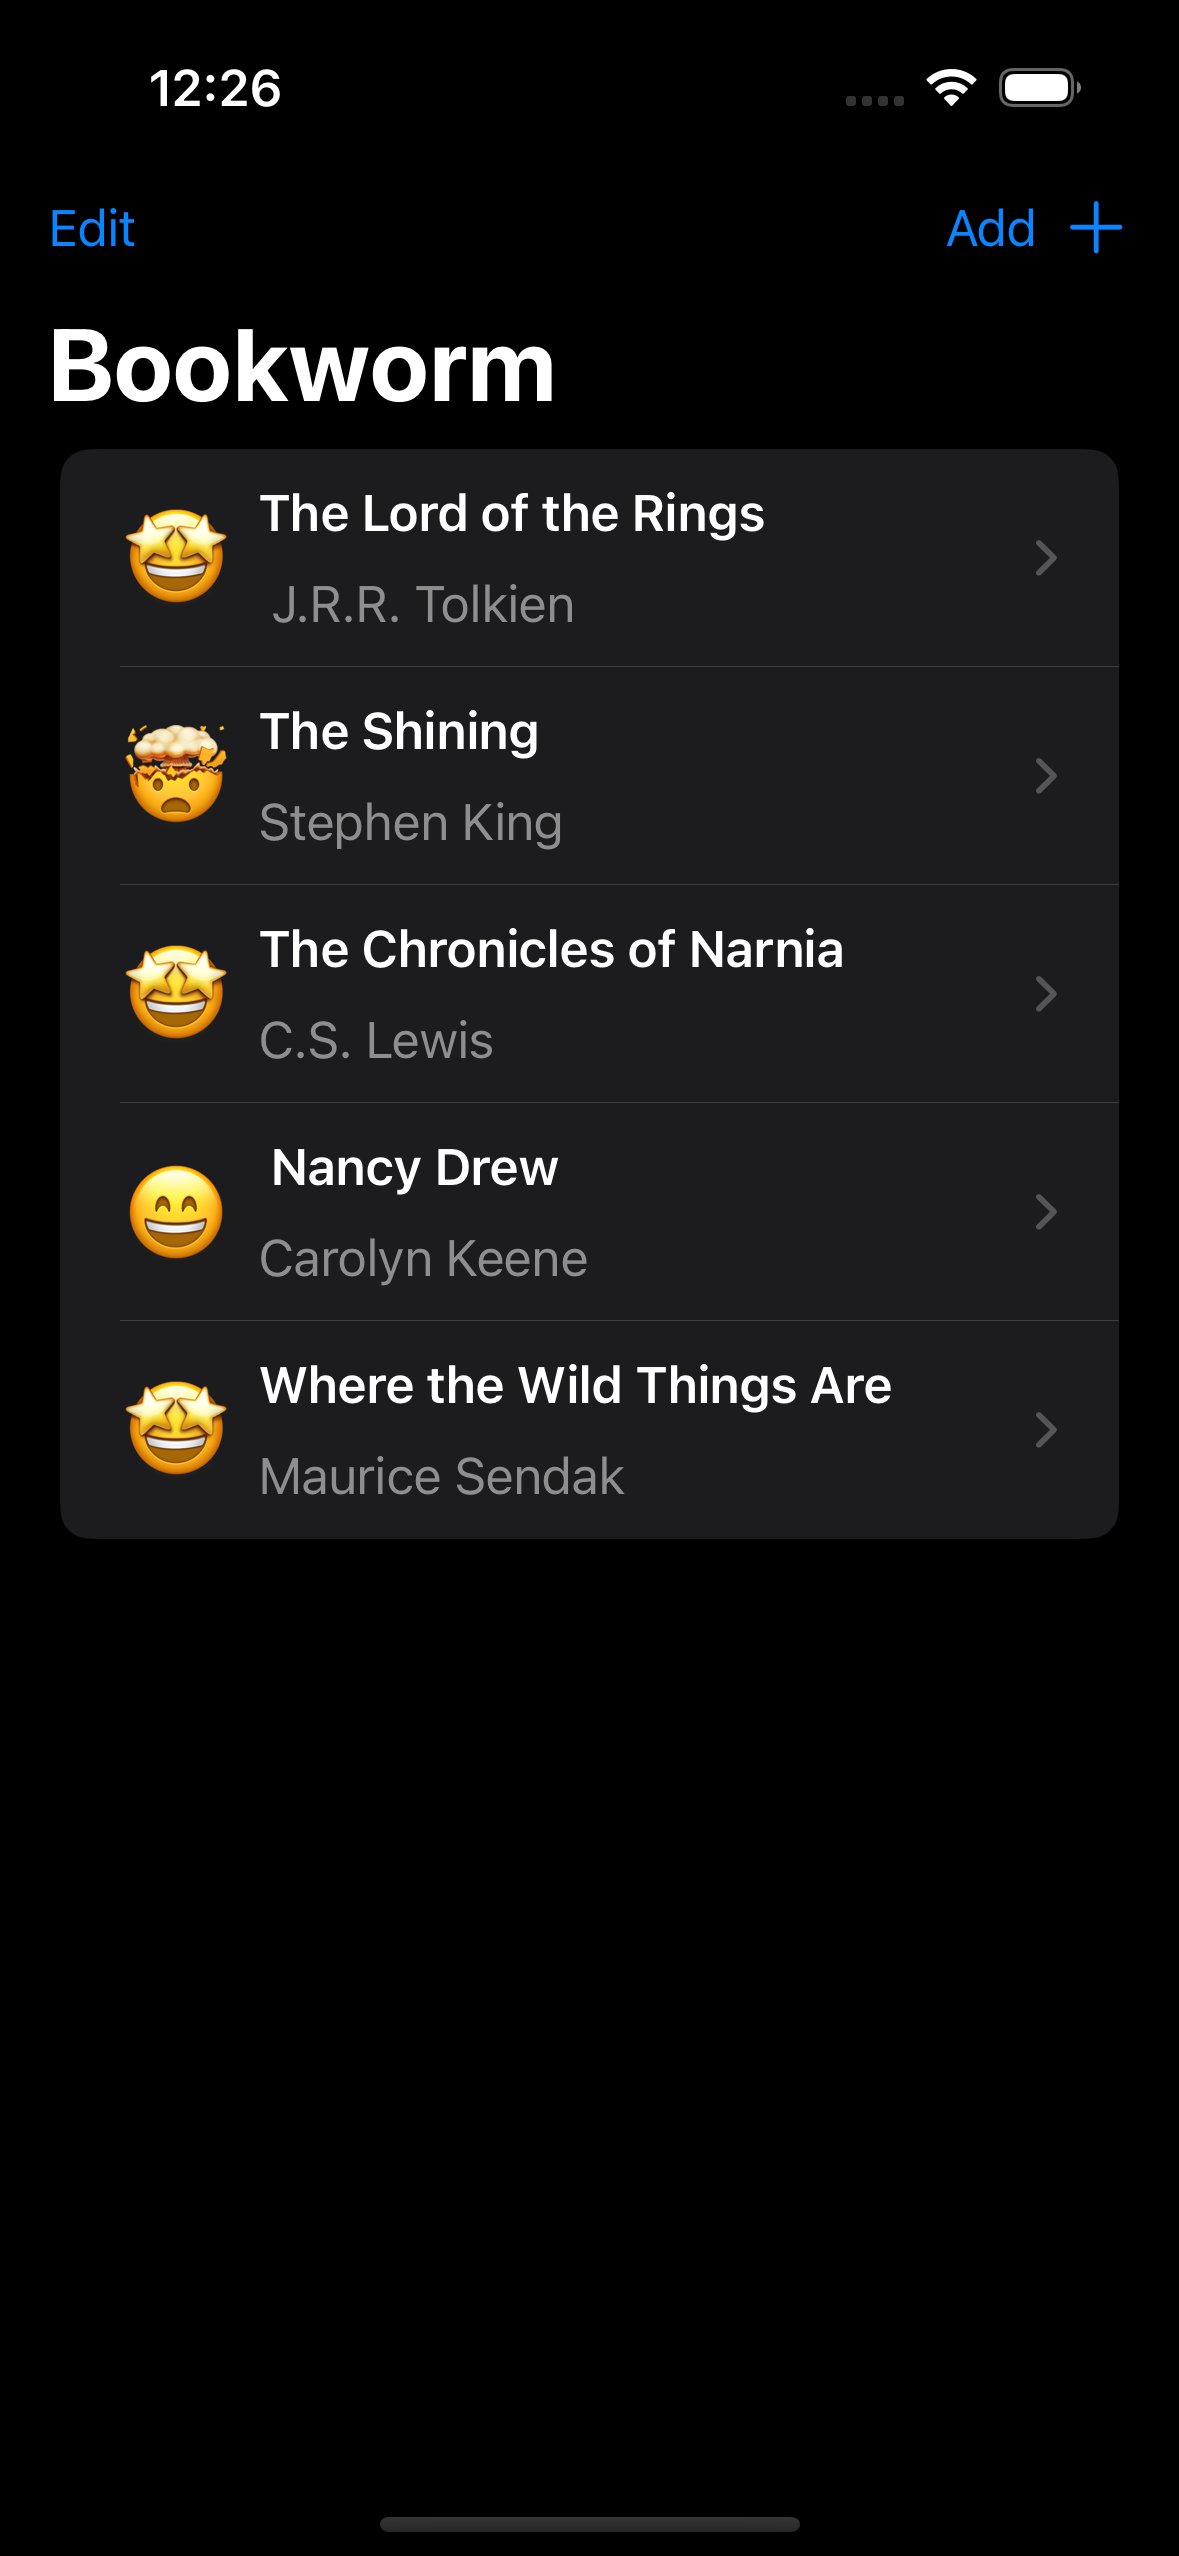 12:26
Edit
Add
Bookworm
The Lord of the Rings
J.R.R. Tolkien
The Shining
Stephen King
The Chronicles of Narnia
C.S. Lewis
Nancy Drew
Carolyn Keene
Where the Wild Things Are
Maurice Sendak